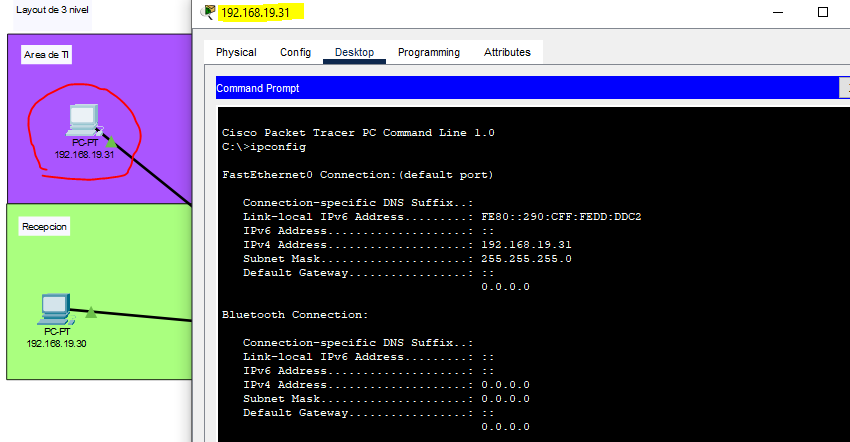 Layout de 3 nivel
Area de TI
PC-PT
192.168.19.31
Recepcion
PC-PT
192.168.19.30
192.168.19.31
Physical Config Desktop Programming Attributes
Command Prompt
Cisco Packet Tracer PC Command Line 1.0
C:\>ipconfig
FastEthernet0 Connection:(default port)
Connection-specific DNS Suffix..:
Link-local IPv6 Address.........: FE80::290:CFF:FEDD:DDC2
IPv6 Address....................: ::
IPv4 Address....................: 192.168.19.31
Subnet Mask.....................: 255.255.255.0
Default Gateway.................: ::
0.0.0.0
Bluetooth Connection:
Connection-specific DNS Suffix..:
Link-local IPv6 Address.........: ::
IPv6 Address....................: ::
IPv4 Address....................: 0.0.0.0
Subnet Mask.....................: 0.0.0.0
Default Gateway.................: ::
0.0.0.0